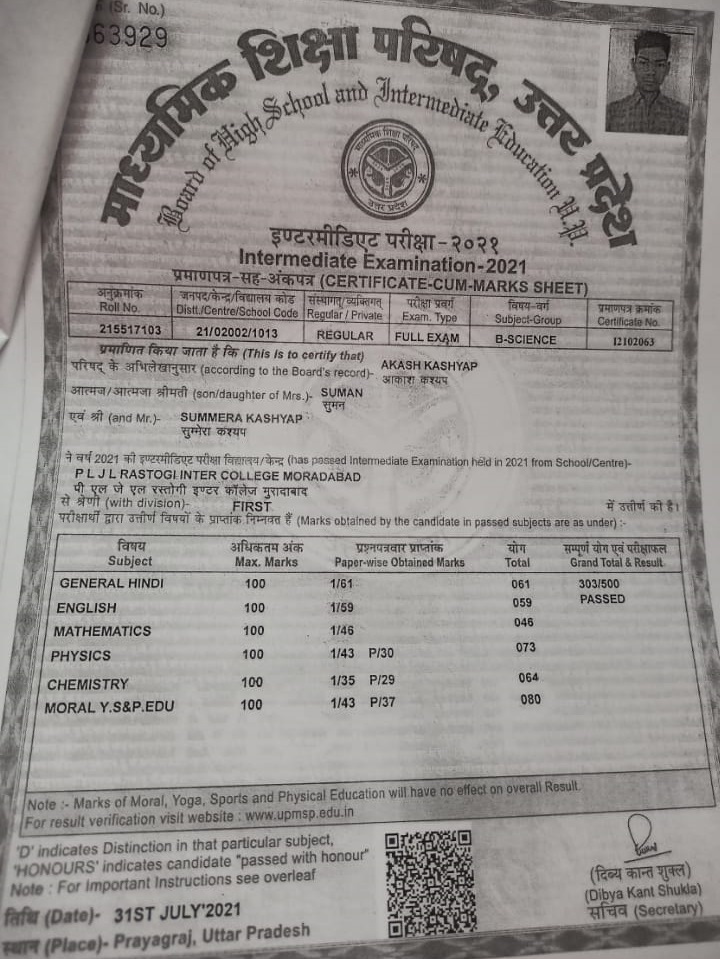 (Sr. No.)
63929
माध्यमिक शिक्षा परिषद्, उत्तर प्रदेश
Board of High School and Intermediate Education U.P.
माध्यमिक शिक्षा परिषद
उत्तर प्रदेश
इण्टरमीडिएट परीक्षा-२०२१
Intermediate Examination-2021
प्रमाणपत्र-सह-अंकपत्र (CERTIFICATE-CUM-MARKS SHEET)
अनुक्रमांक जनपद/केन्द्र/विद्यालय कोड संस्थागत/व्यक्तिगत परीक्षा प्रवर्ग विषय-वर्ग प्रमाणपत्र क्रमांक
Roll No. Distt./Centre/School Code Regular / Private Exam. Type Subject-Group Certificate No.
215517103 21/02002/1013 REGULAR FULL EXAM B-SCIENCE 12102063
प्रमाणित किया जाता है कि (This is to certify that)
परिषद् के अभिलेखानुसार (according to the Board's record)- AKASH KASHYAP
आकाश कश्यप
आत्मज/आत्मजा श्रीमती (son/daughter of Mrs.)- SUMAN
सुमन
एवं श्री (and Mr.)- SUMMERA KASHYAP
सुम्मेरा कश्यप
ने वर्ष 2021 की इण्टरमीडिएट परीक्षा विद्यालय/केन्द्र (has passed Intermediate Examination held in 2021 from School/Centre)-
P L J L RASTOGI INTER COLLEGE MORADABAD
पी एल जे एल रस्तोगी इण्टर कॉलेज मुरादाबाद
से श्रेणी (with division)- FIRST में उत्तीर्ण की है।
परीक्षार्थी द्वारा उत्तीर्ण विषयों के प्राप्तांक निम्नवत हैं (Marks obtained by the candidate in passed subjects are as under) :-
विषय अधिकतम अंक प्रश्नपत्रवार प्राप्तांक योग सम्पूर्ण योग एवं परीक्षाफल
Subject Max. Marks Paper-wise Obtained Marks Total Grand Total & Result
GENERAL HINDI 100 1/61 061 303/500
ENGLISH 100 1/59 059 PASSED
MATHEMATICS 100 1/46 046
PHYSICS 100 1/43 P/30 073
CHEMISTRY 100 1/35 P/29 064
MORAL Y.S&P.EDU 100 1/43 P/37 080
Note :- Marks of Moral, Yoga, Sports and Physical Education will have no effect on overall Result.
For result verification visit website : www.upmsp.edu.in
'D' indicates Distinction in that particular subject,
'HONOURS' indicates candidate "passed with honour"
Note : For Important Instructions see overleaf
तिथि (Date)- 31ST JULY'2021
स्थान (Place)- Prayagraj, Uttar Pradesh
(दिव्य कान्त शुक्ल)
(Dibya Kant Shukla)
सचिव (Secretary)